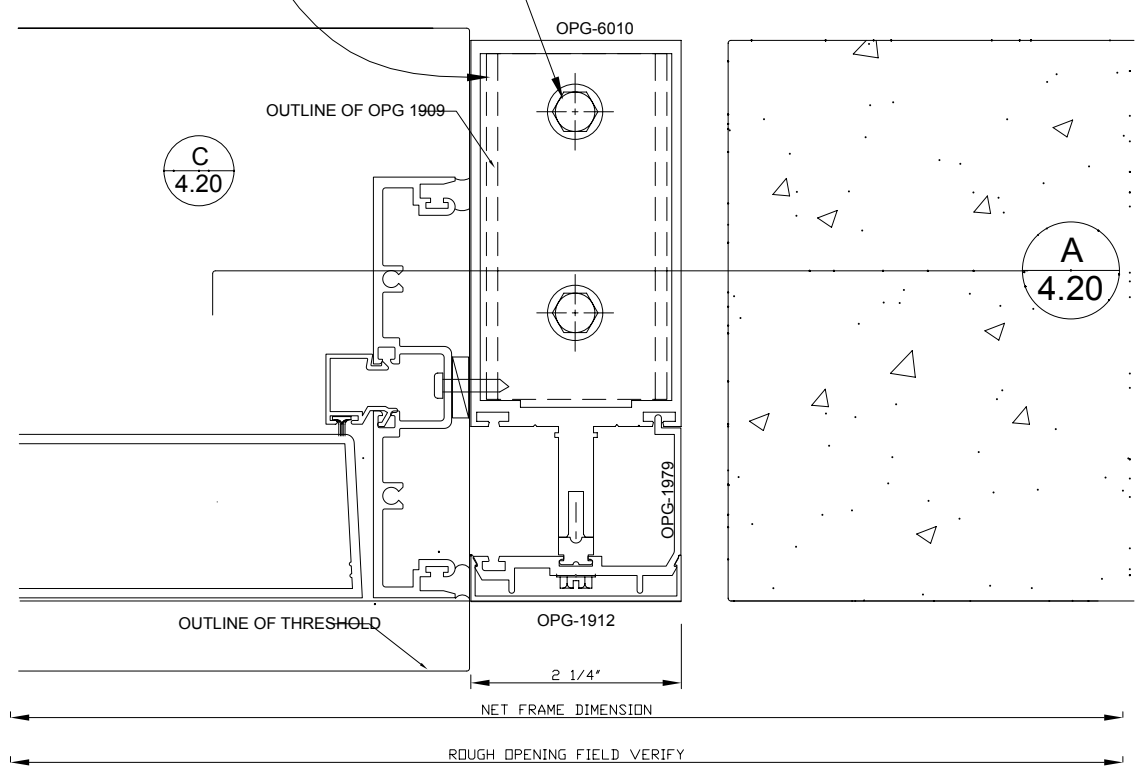 OPG-6010
OUTLINE OF OPG 1909
C
4.20
A
4.20
OPG-1979
OUTLINE OF THRESHOLD
OPG-1912
2 1/4"
NET FRAME DIMENSION
ROUGH OPENING FIELD VERIFY